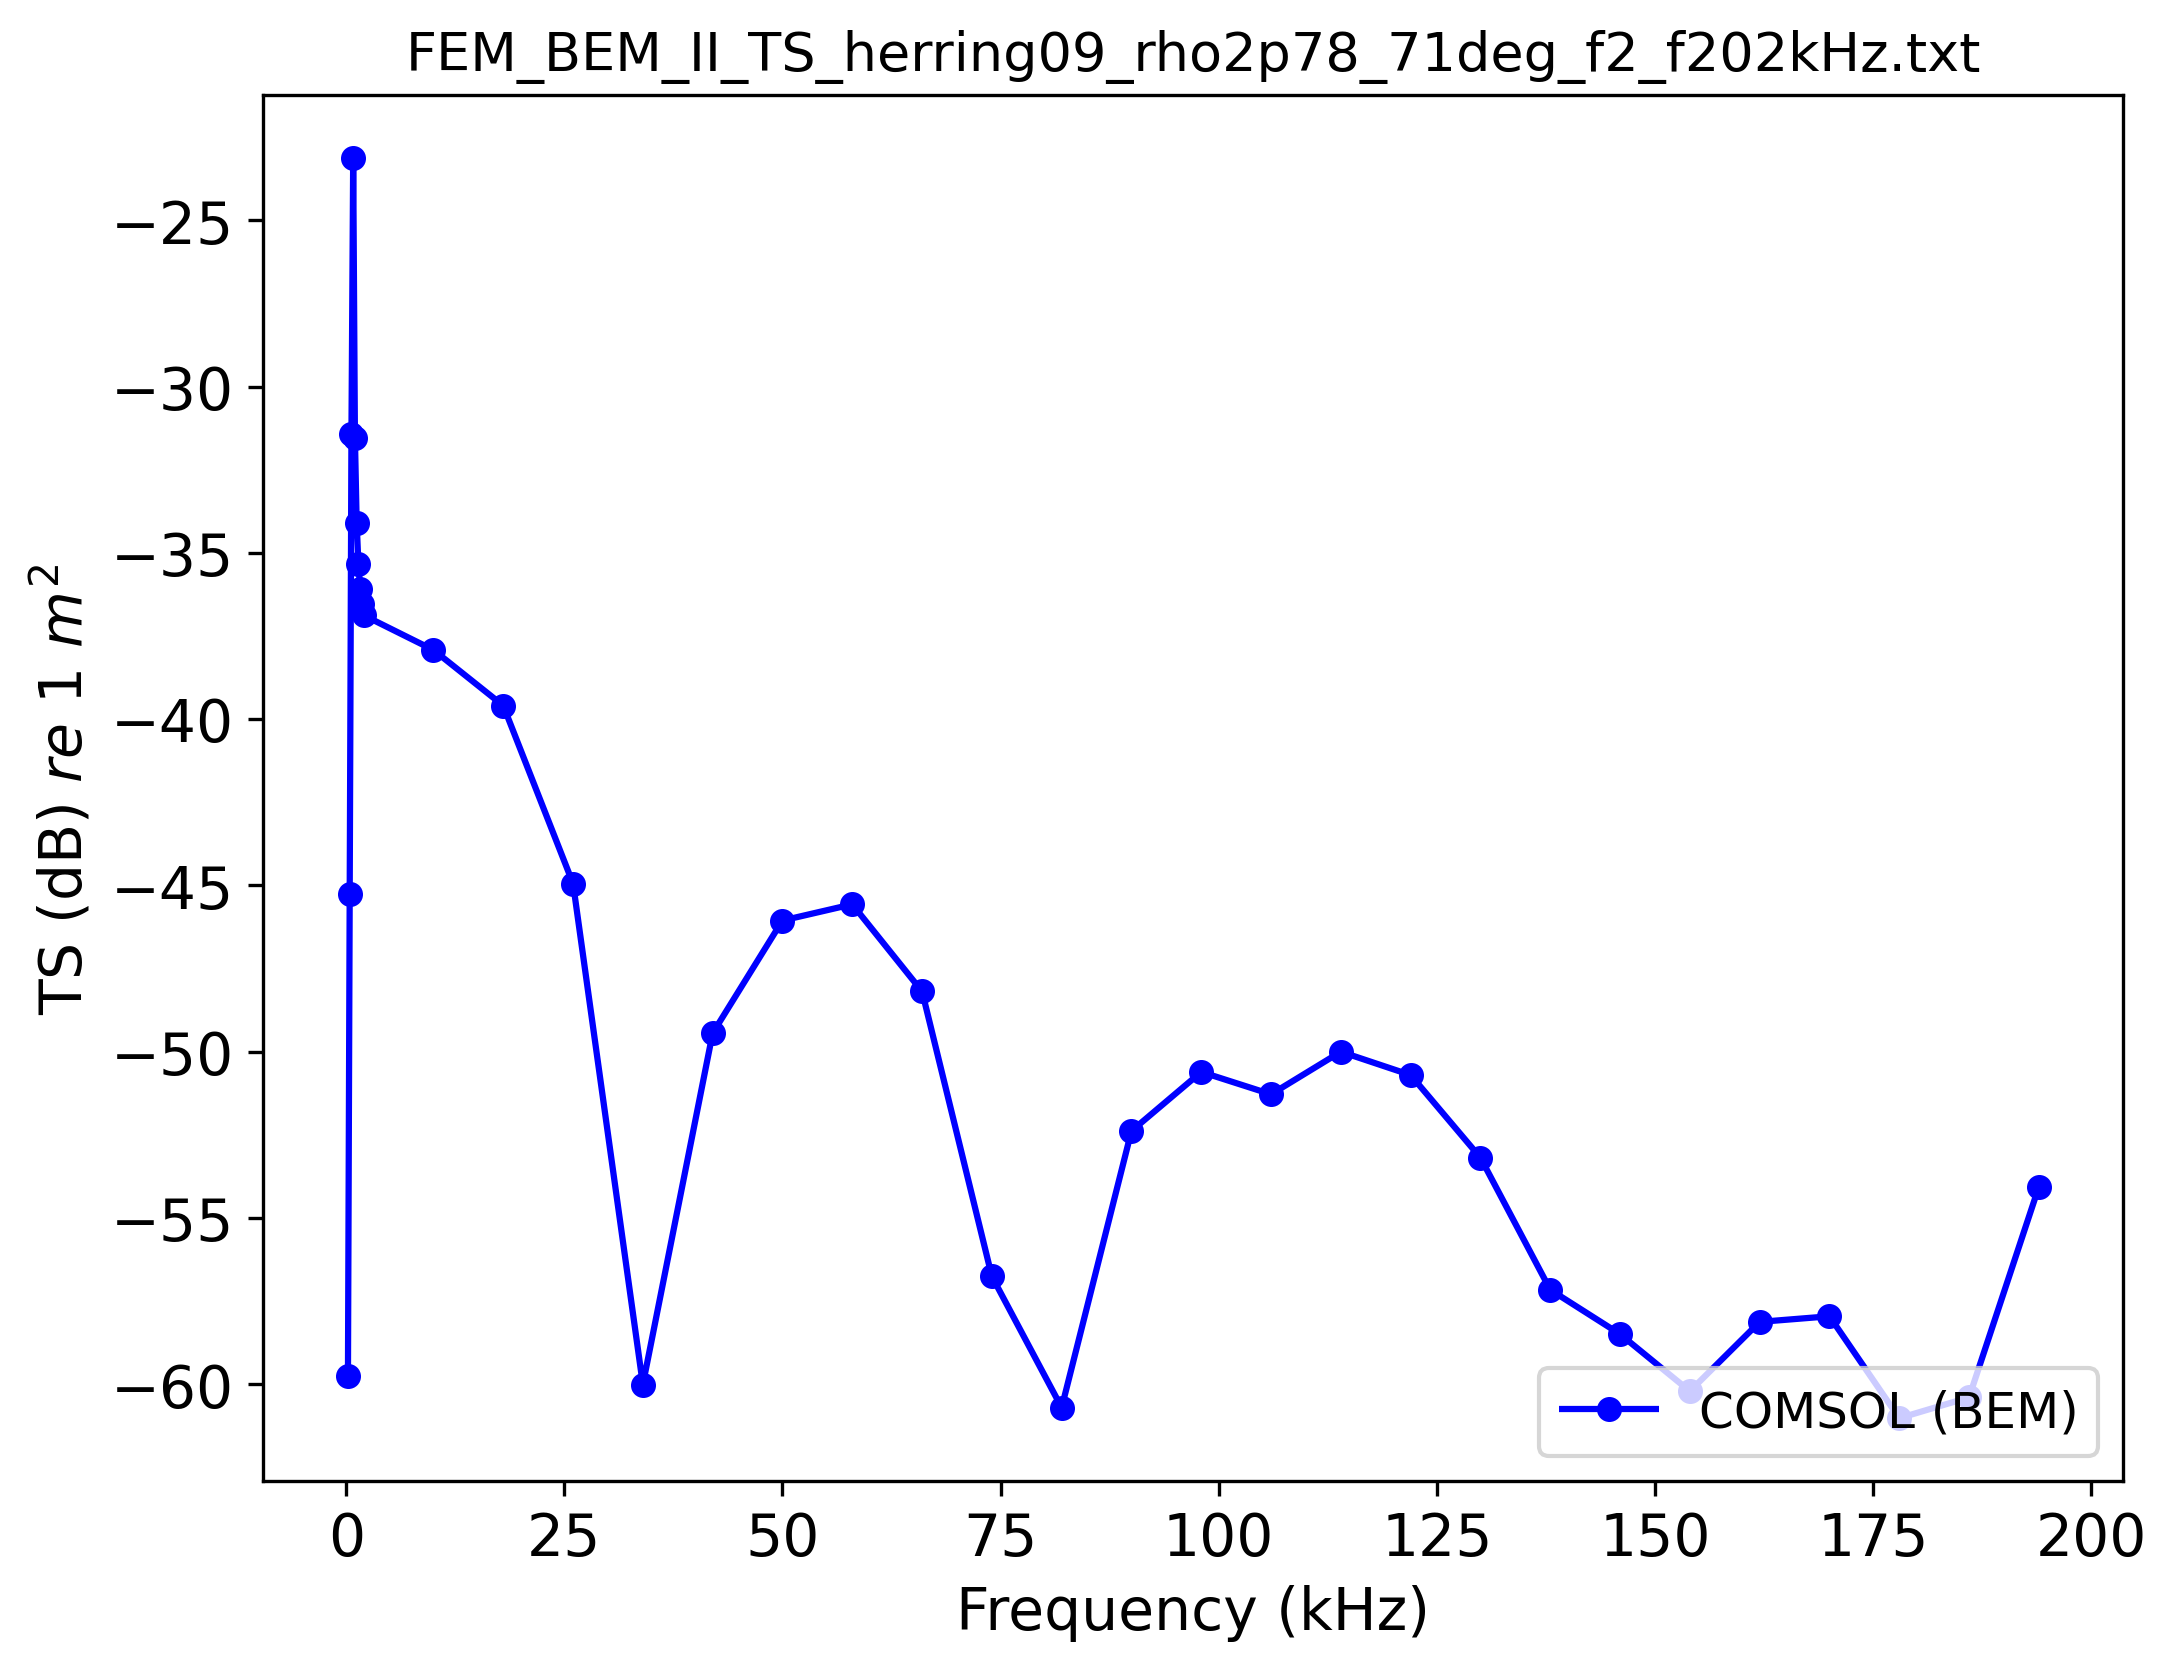 FEM_BEM_II_TS_herring09_rho2p78_71deg_f2_f202kHz.txt
TS (dB) re 1 m²
−25
−30
−35
−40
−45
−50
−55
−60
COMSOL (BEM)
0 25 50 75 100 125 150 175 200
Frequency (kHz)